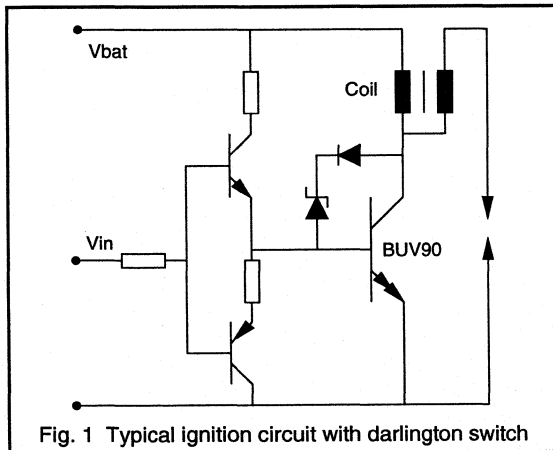 Vbat
Coil
Vin
BUV90
Fig. 1 Typical ignition circuit with darlington switch